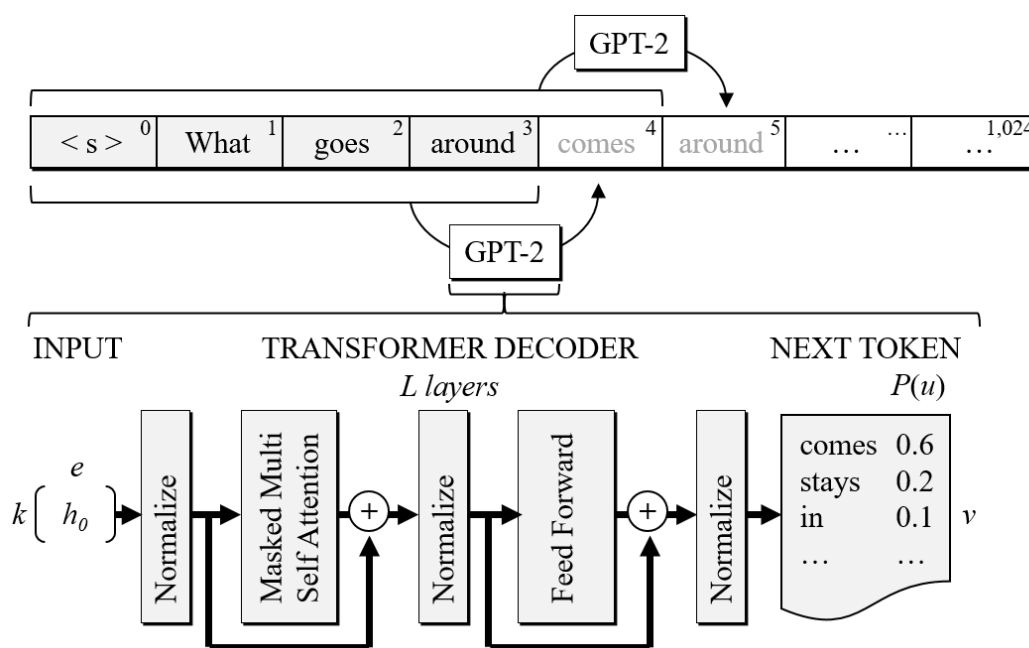 GPT-2
< s > 0 What 1 goes 2 around 3 comes 4 around 5 … … … 1,024 …
GPT-2
INPUT TRANSFORMER DECODER NEXT TOKEN
L layers P(u)
e
k h0
Normalize
Masked Multi
Self Attention
+
Normalize
Feed Forward
+
Normalize
comes 0.6
stays 0.2
in 0.1
… …
v